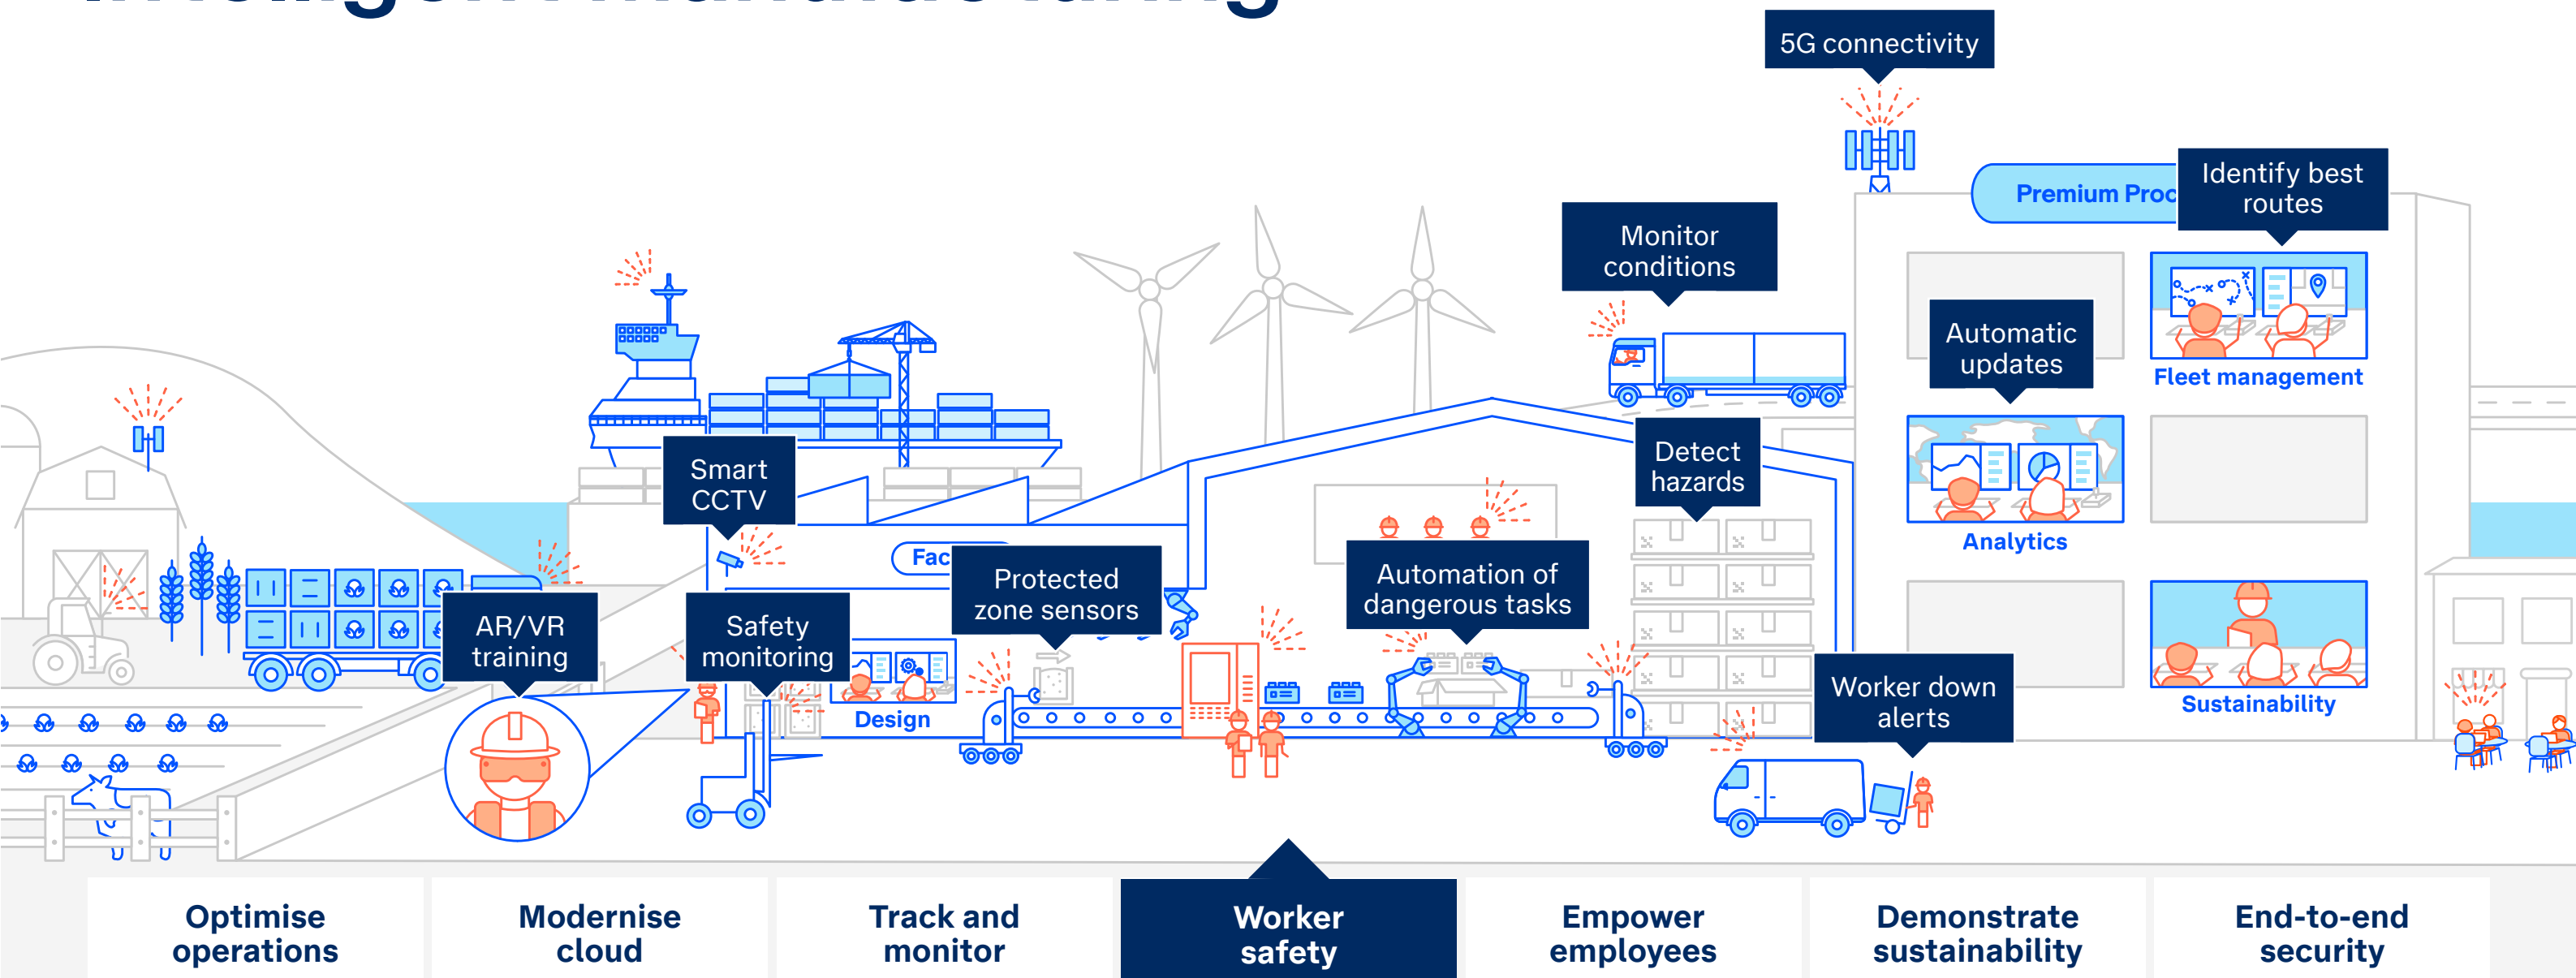 Intelligent manufacturing
5G connectivity
Identify best
routes
Premium Proc
Monitor
conditions
Automatic
updates
Fleet management
Smart
CCTV
Detect
hazards
Analytics
Fac
Protected
zone sensors
Automation of
dangerous tasks
AR/VR
training
Safety
monitoring
Worker down
alerts
Design
Sustainability
Optimise
operations
Modernise
cloud
Track and
monitor
Worker
safety
Empower
employees
Demonstrate
sustainability
End-to-end
security